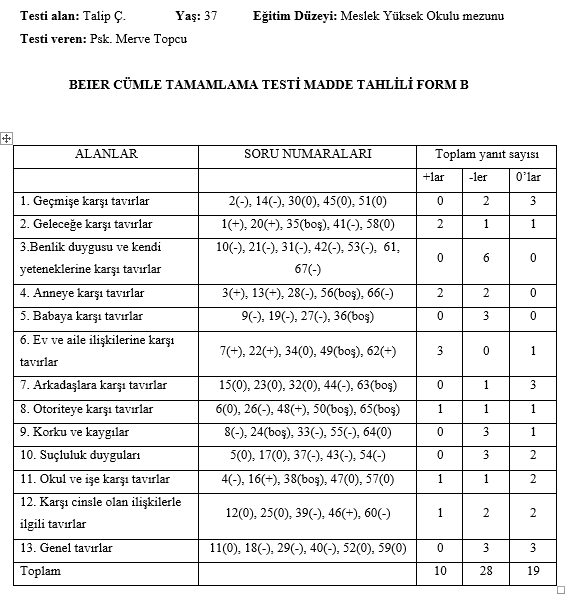 Testi alan: Talip Ç. Yaş: 37 Eğitim Düzeyi: Meslek Yüksek Okulu mezunu
Testi veren: Psk. Merve Topcu
BEIER CÜMLE TAMAMLAMA TESTİ MADDE TAHLİLİ FORM B
ALANLAR SORU NUMARALARI Toplam yanıt sayısı
+lar -ler 0’lar
1. Geçmişe karşı tavırlar 2(-), 14(-), 30(0), 45(0), 51(0) 0 2 3
2. Geleceğe karşı tavırlar 1(+), 20(+), 35(boş), 41(-), 58(0) 2 1 1
3.Benlik duygusu ve kendi
yeteneklerine karşı tavırlar
10(-), 21(-), 31(-), 42(-), 53(-), 61,
67(-)
0 6 0
4. Anneye karşı tavırlar 3(+), 13(+), 28(-), 56(boş), 66(-) 2 2 0
5. Babaya karşı tavırlar 9(-), 19(-), 27(-), 36(boş) 0 3 0
6. Ev ve aile ilişkilerine karşı
tavırlar
7(+), 22(+), 34(0), 49(boş), 62(+) 3 0 1
7. Arkadaşlara karşı tavırlar 15(0), 23(0), 32(0), 44(-), 63(boş) 0 1 3
8. Otoriteye karşı tavırlar 6(0), 26(-), 48(+), 50(boş), 65(boş) 1 1 1
9. Korku ve kaygılar 8(-), 24(boş), 33(-), 55(-), 64(0) 0 3 1
10. Suçluluk duyguları 5(0), 17(0), 37(-), 43(-), 54(-) 0 3 2
11. Okul ve işe karşı tavırlar 4(-), 16(+), 38(boş), 47(0), 57(0) 1 1 2
12. Karşı cinsle olan ilişkilerle
ilgili tavırlar
12(0), 25(0), 39(-), 46(+), 60(-) 1 2 2
13. Genel tavırlar 11(0), 18(-), 29(-), 40(-), 52(0), 59(0) 0 3 3
Toplam 10 28 19